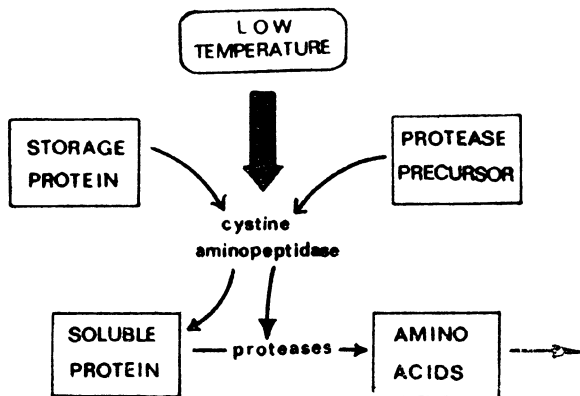 LOW
TEMPERATURE
STORAGE
PROTEIN
PROTEASE
PRECURSOR
cystine
aminopeptidase
SOLUBLE
PROTEIN
proteases
AMINO
ACIDS